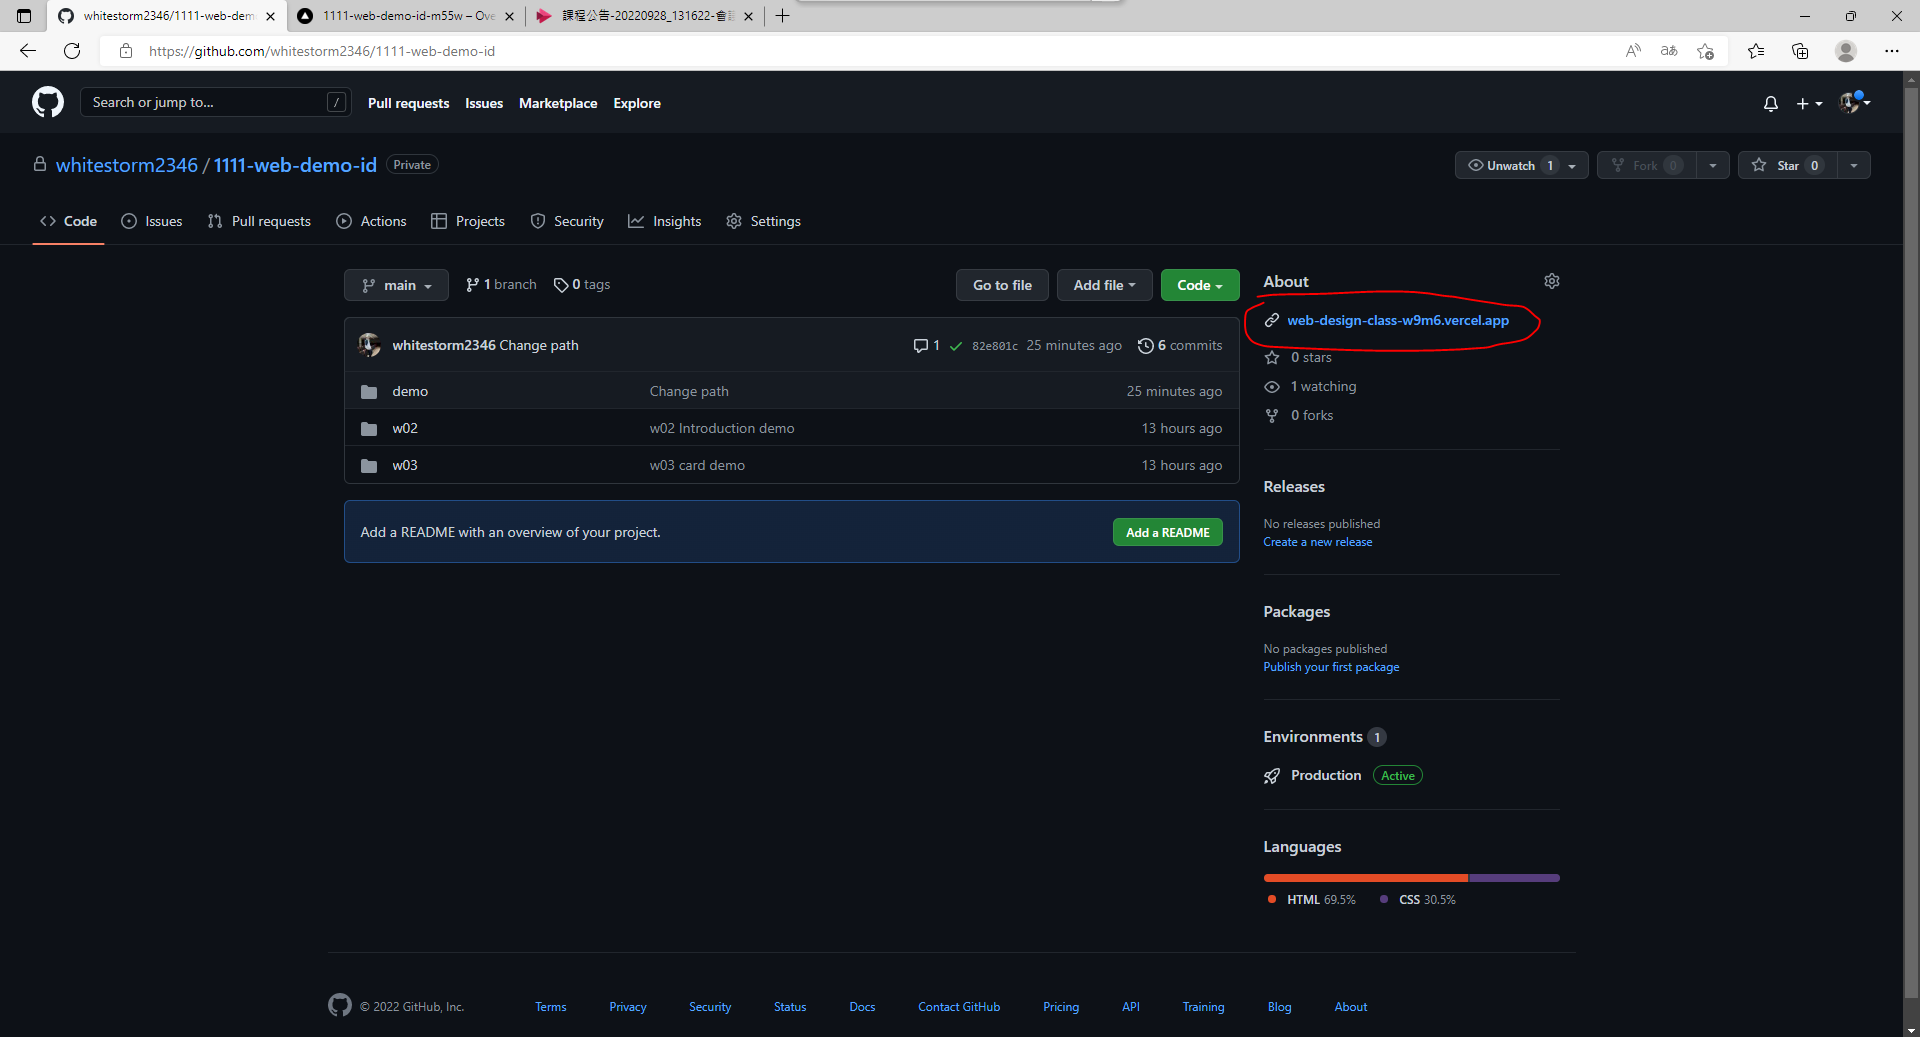 whitestorm2346/1111-web-dem
1111-web-demo-id-m55w – Ove
課程公告-20220928_131622-會
https://github.com/whitestorm2346/1111-web-demo-id
Search or jump to...
/
Pull requests
Issues
Marketplace
Explore
whitestorm2346 / 1111-web-demo-id
Private
Unwatch 1
Fork 0
Star 0
Code
Issues
Pull requests
Actions
Projects
Security
Insights
Settings
main
1 branch
0 tags
Go to file
Add file
Code
whitestorm2346 Change path
1
82e801c 25 minutes ago
6 commits
demo
Change path
25 minutes ago
w02
w02 Introduction demo
13 hours ago
w03
w03 card demo
13 hours ago
Add a README with an overview of your project.
Add a README
About
web-design-class-w9m6.vercel.app
0 stars
1 watching
0 forks
Releases
No releases published
Create a new release
Packages
No packages published
Publish your first package
Environments 1
Production Active
Languages
HTML 69.5%
CSS 30.5%
© 2022 GitHub, Inc.
Terms
Privacy
Security
Status
Docs
Contact GitHub
Pricing
API
Training
Blog
About